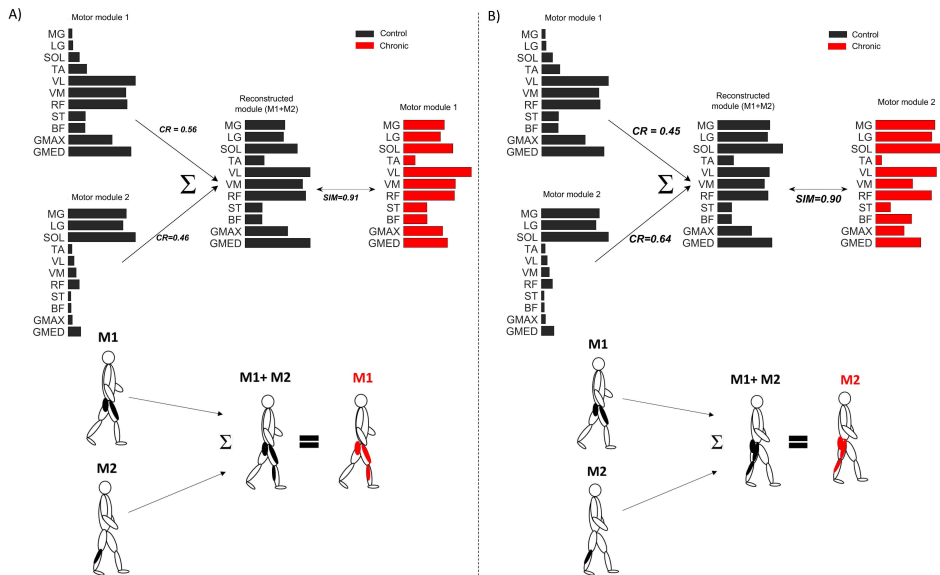 A)
Motor module 1
MG
LG
SOL
TA
VL
VM
RF
ST
BF
GMAX
GMED
Control
Chronic
CR = 0.56
Σ
Reconstructed
module (M1+M2)
MG
LG
SOL
TA
VL
VM
RF
ST
BF
GMAX
GMED
SIM=0.91
Motor module 1
MG
LG
SOL
TA
VL
VM
RF
ST
BF
GMAX
GMED
Motor module 2
MG
LG
SOL
TA
VL
VM
RF
ST
BF
GMAX
GMED
CR=0.46
M1
M1+ M2
M1
Σ
=
M2
B)
Motor module 1
MG
LG
SOL
TA
VL
VM
RF
ST
BF
GMAX
GMED
Control
Chronic
CR = 0.45
Σ
Reconstructed
module (M1+M2)
MG
LG
SOL
TA
VL
VM
RF
ST
BF
GMAX
GMED
SIM=0.90
Motor module 2
MG
LG
SOL
TA
VL
VM
RF
ST
BF
GMAX
GMED
Motor module 2
MG
LG
SOL
TA
VL
VM
RF
ST
BF
GMAX
GMED
CR=0.64
M1
M1+ M2
M2
Σ
=
M2